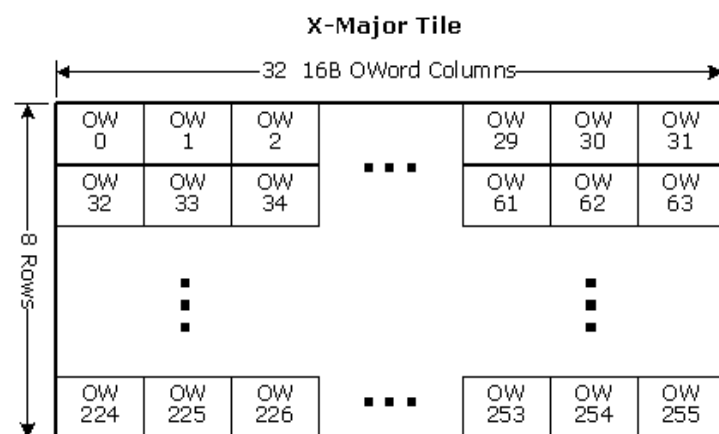 X-Major Tile
32 16B OWord Columns
OW 0 OW 1 OW 2 OW 29 OW 30 OW 31
OW 32 OW 33 OW 34 OW 61 OW 62 OW 63
8 Rows
OW 224 OW 225 OW 226 OW 253 OW 254 OW 255